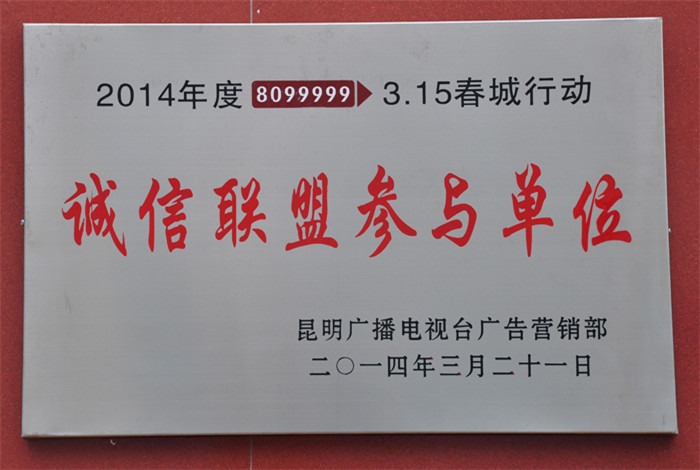 2014年度 8099999 3.15春城行动
诚信联盟参与单位
昆明广播电视台广告营销部
二〇一四年三月二十一日